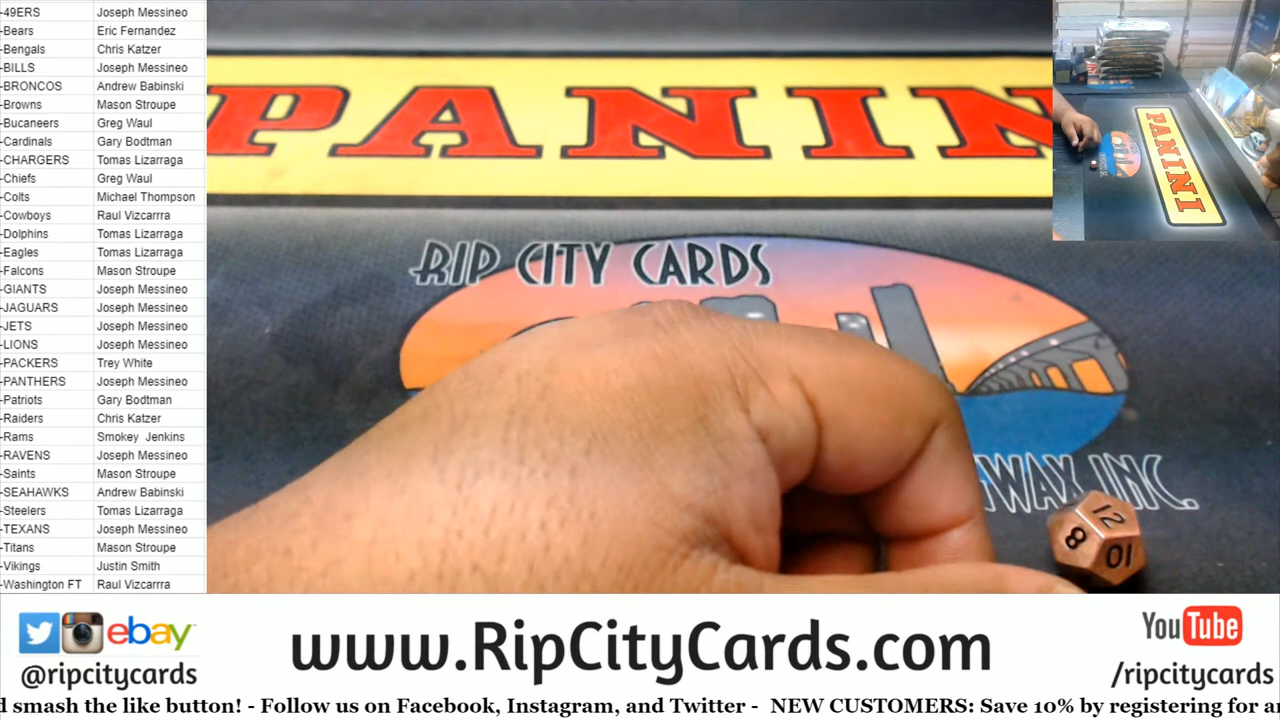 -49ERS Joseph Messineo
-Bears Eric Fernandez
-Bengals Chris Katzer
-BILLS Joseph Messineo
-BRONCOS Andrew Babinski
-Browns Mason Stroupe
-Bucaneers Greg Waul
-Cardinals Gary Bodtman
-CHARGERS Tomas Lizarraga
-Chiefs Greg Waul
-Colts Michael Thompson
-Cowboys Raul Vizcarrra
-Dolphins Tomas Lizarraga
-Eagles Tomas Lizarraga
-Falcons Mason Stroupe
-GIANTS Joseph Messineo
-JAGUARS Joseph Messineo
-JETS Joseph Messineo
-LIONS Joseph Messineo
-PACKERS Trey White
-PANTHERS Joseph Messineo
-Patriots Gary Bodtman
-Raiders Chris Katzer
-Rams Smokey Jenkins
-RAVENS Joseph Messineo
-Saints Mason Stroupe
-SEAHAWKS Andrew Babinski
-Steelers Tomas Lizarraga
-TEXANS Joseph Messineo
-Titans Mason Stroupe
-Vikings Justin Smith
-Washington FT Raul Vizcarrra
PANIN
RIP CITY CARDS
WAX INC.
12
8
10
PANINI
ebay
@ripcitycards
www.RipCityCards.com
YouTube
/ripcitycards
d smash the like button! - Follow us on Facebook, Instagram, and Twitter - NEW CUSTOMERS: Save 10% by registering for